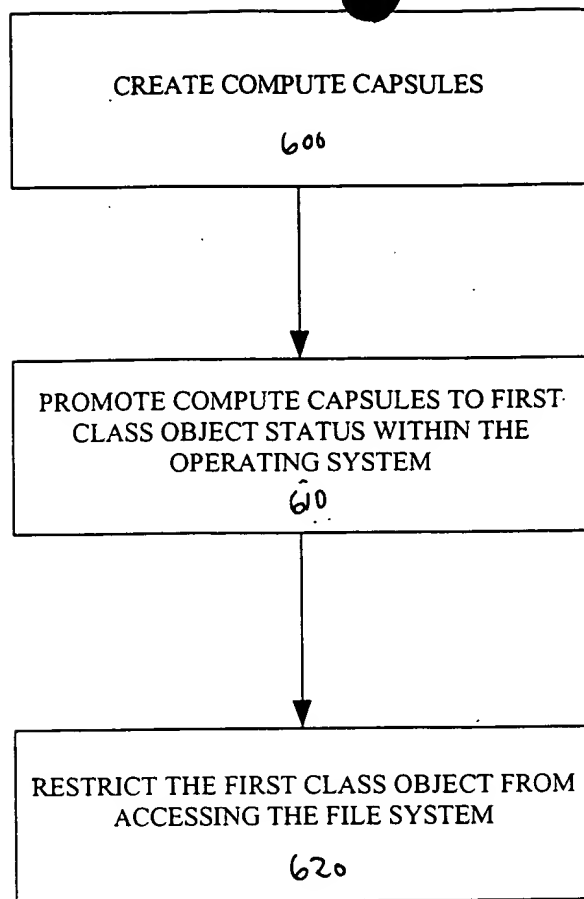 CREATE COMPUTE CAPSULES
600
PROMOTE COMPUTE CAPSULES TO FIRST
CLASS OBJECT STATUS WITHIN THE
OPERATING SYSTEM
610
RESTRICT THE FIRST CLASS OBJECT FROM
ACCESSING THE FILE SYSTEM
620